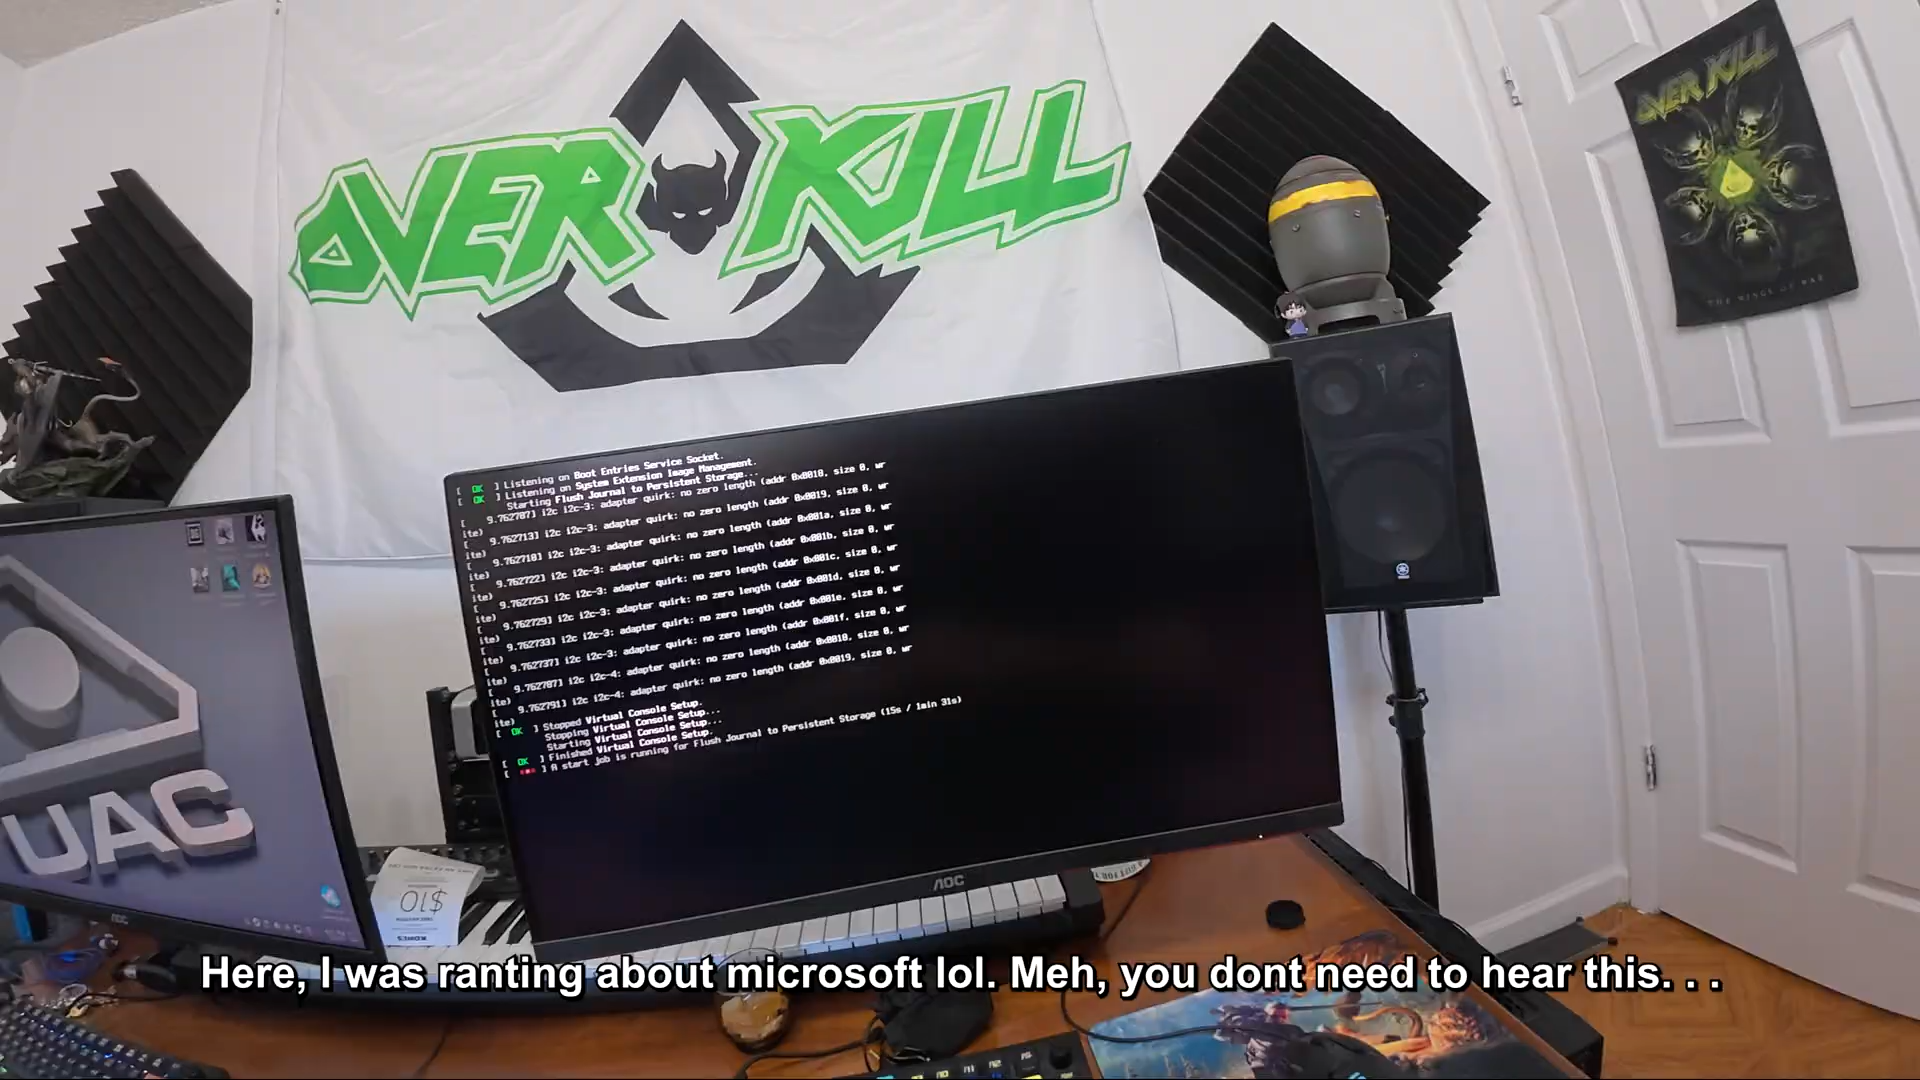 OVERKILL
OVERKILL
THE WINGS OF WAR
[  OK  ] Listening on Boot Entries Service Socket.
[  OK  ] Listening on System Extension Image Management.
Starting Flush Journal to Persistent Storage...
[    9.762707] i2c i2c-3: adapter quirk: no zero length (addr 0x0018, size 0, wr
ite)
[    9.762713] i2c i2c-3: adapter quirk: no zero length (addr 0x0019, size 0, wr
ite)
[    9.762718] i2c i2c-3: adapter quirk: no zero length (addr 0x001a, size 0, wr
ite)
[    9.762722] i2c i2c-3: adapter quirk: no zero length (addr 0x001b, size 0, wr
ite)
[    9.762725] i2c i2c-3: adapter quirk: no zero length (addr 0x001c, size 0, wr
ite)
[    9.762729] i2c i2c-3: adapter quirk: no zero length (addr 0x001d, size 0, wr
ite)
[    9.762733] i2c i2c-3: adapter quirk: no zero length (addr 0x001e, size 0, wr
ite)
[    9.762737] i2c i2c-3: adapter quirk: no zero length (addr 0x001f, size 0, wr
ite)
[    9.762787] i2c i2c-4: adapter quirk: no zero length (addr 0x0018, size 0, wr
ite)
[    9.762791] i2c i2c-4: adapter quirk: no zero length (addr 0x0019, size 0, wr
ite)
[  OK  ] Stopped Virtual Console Setup.
Stopping Virtual Console Setup...
Starting Virtual Console Setup...
[  OK  ] Finished Virtual Console Setup.
[ *** ] A start job is running for Flush Journal to Persistent Storage (15s / 1min 31s)
UAC
$10
KOHL'S
AOC
AOC
Here, I was ranting about microsoft lol. Meh, you dont need to hear this. . .